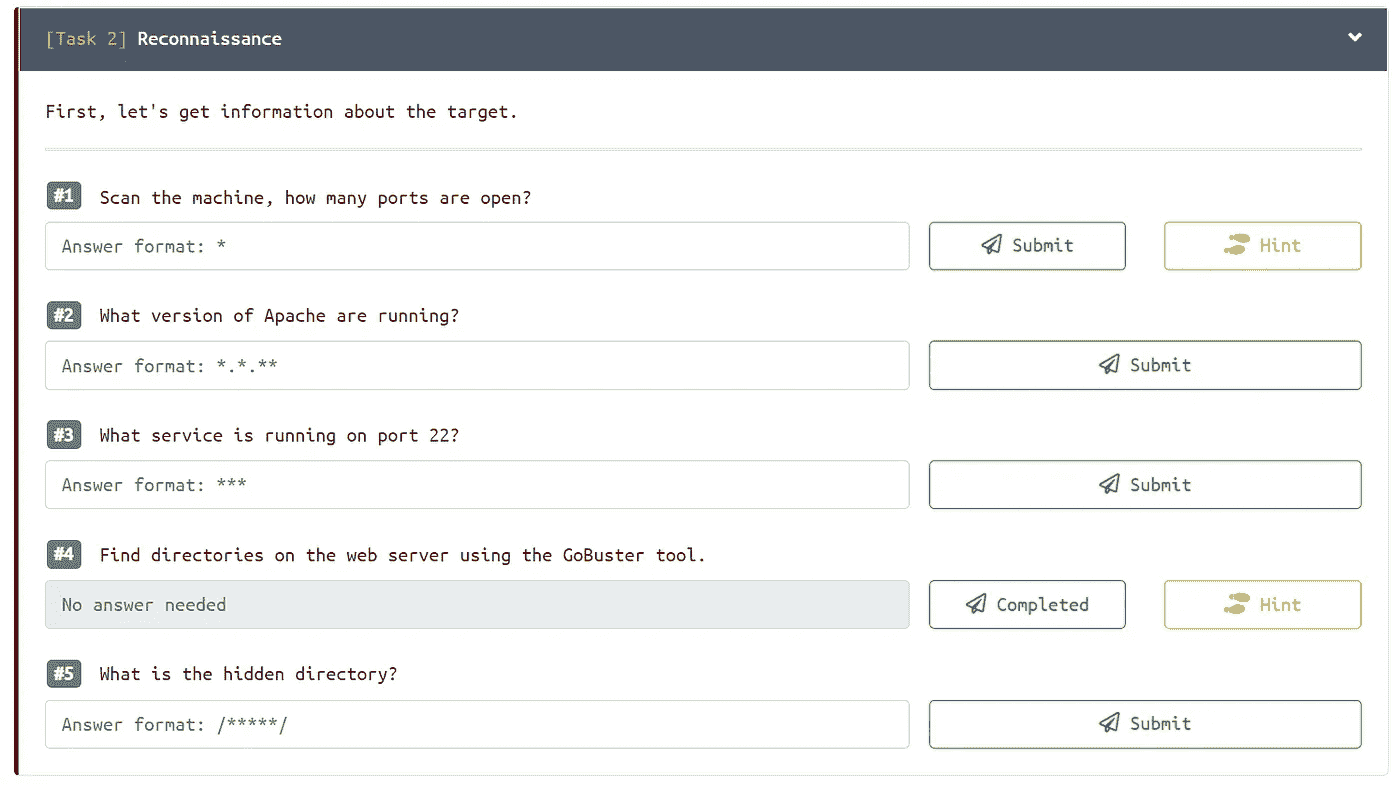 [Task 2] Reconnaissance
First, let's get information about the target.
#1 Scan the machine, how many ports are open?
Answer format: * Submit Hint
#2 What version of Apache are running?
Answer format: *.*.** Submit
#3 What service is running on port 22?
Answer format: *** Submit
#4 Find directories on the web server using the GoBuster tool.
No answer needed Completed Hint
#5 What is the hidden directory?
Answer format: /*****/ Submit